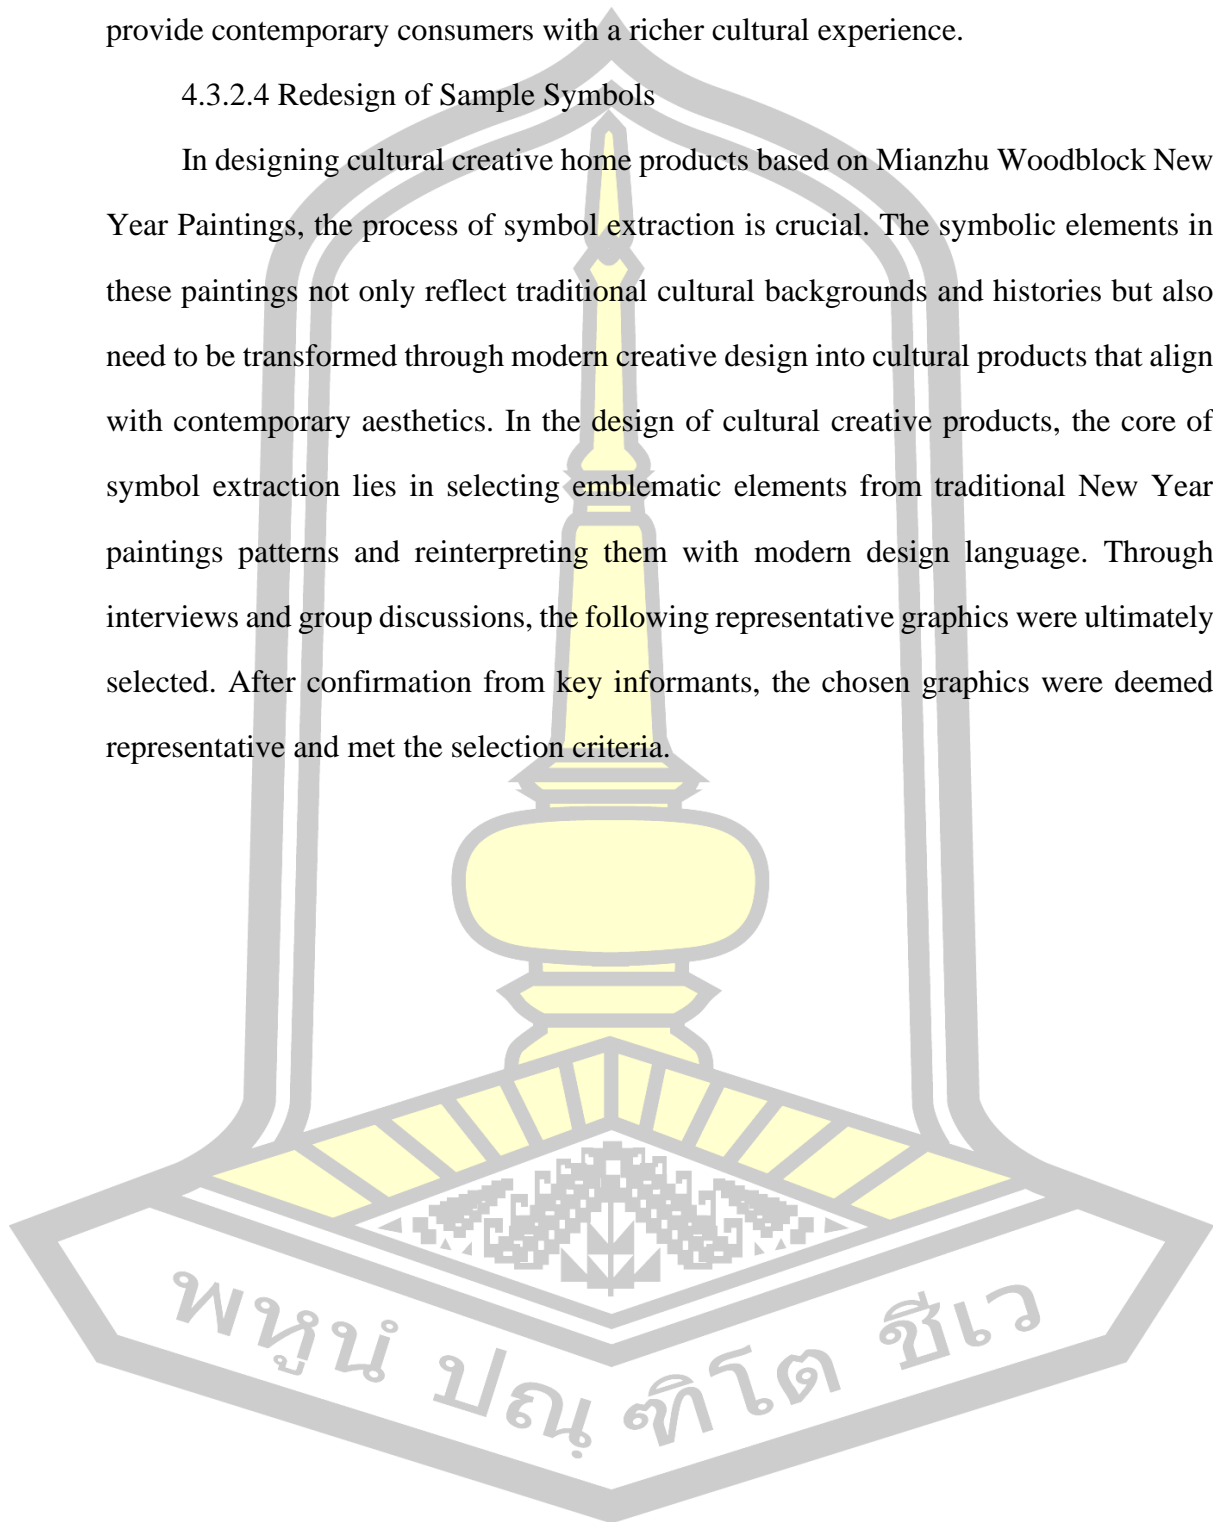 provide contemporary consumers with a richer cultural experience.
4.3.2.4 Redesign of Sample Symbols
In designing cultural creative home products based on Mianzhu Woodblock New
Year Paintings, the process of symbol extraction is crucial. The symbolic elements in
these paintings not only reflect traditional cultural backgrounds and histories but also
need to be transformed through modern creative design into cultural products that align
with contemporary aesthetics. In the design of cultural creative products, the core of
symbol extraction lies in selecting emblematic elements from traditional New Year
paintings patterns and reinterpreting them with modern design language. Through
interviews and group discussions, the following representative graphics were ultimately
selected. After confirmation from key informants, the chosen graphics were deemed
representative and met the selection criteria.
พหูนํ ปณฺ ฑิโต ชีเว